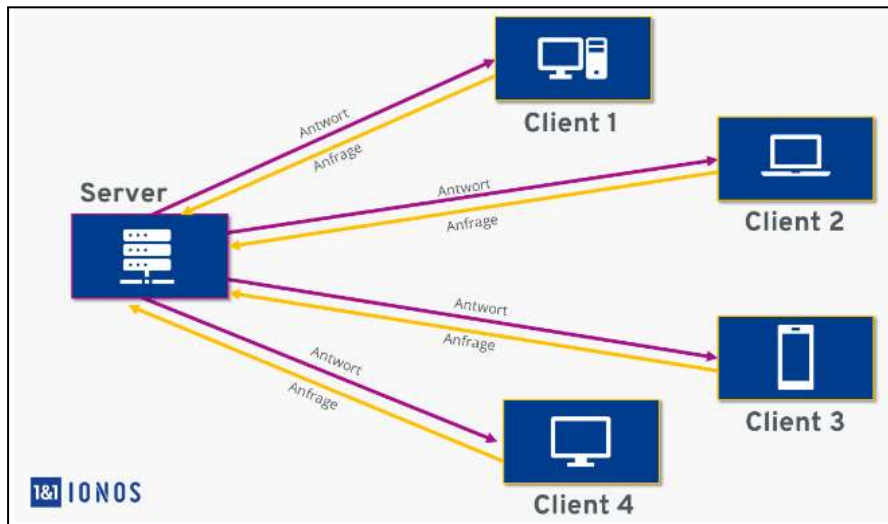 Client 1
Antwort
Anfrage
Server
Antwort
Anfrage
Client 2
Antwort
Anfrage
Client 3
Antwort
Anfrage
Client 4
1&1 IONOS